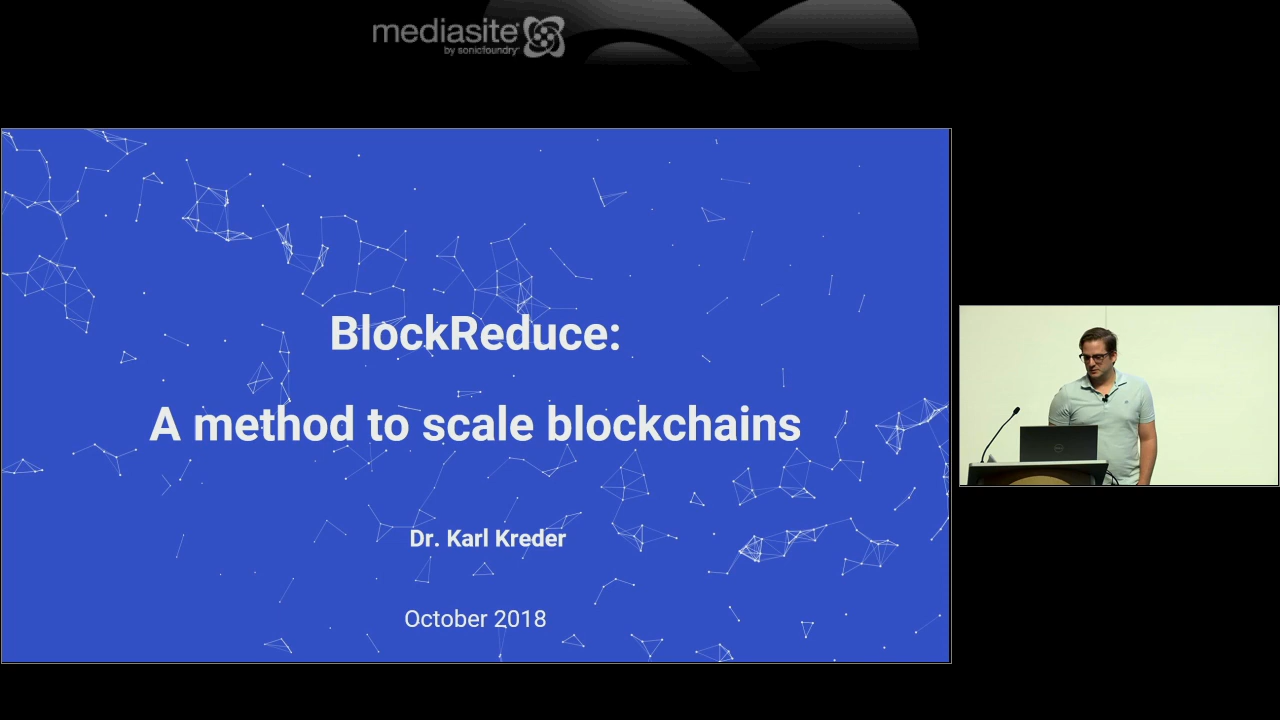 mediasite
by sonicfoundry
BlockReduce:
A method to scale blockchains
Dr. Karl Kreder
October 2018